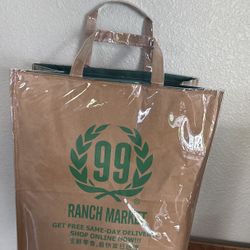 99
®
RANCH MARKET
GET FREE SAME-DAY DELIVERY
SHOP ONLINE NOW!!!